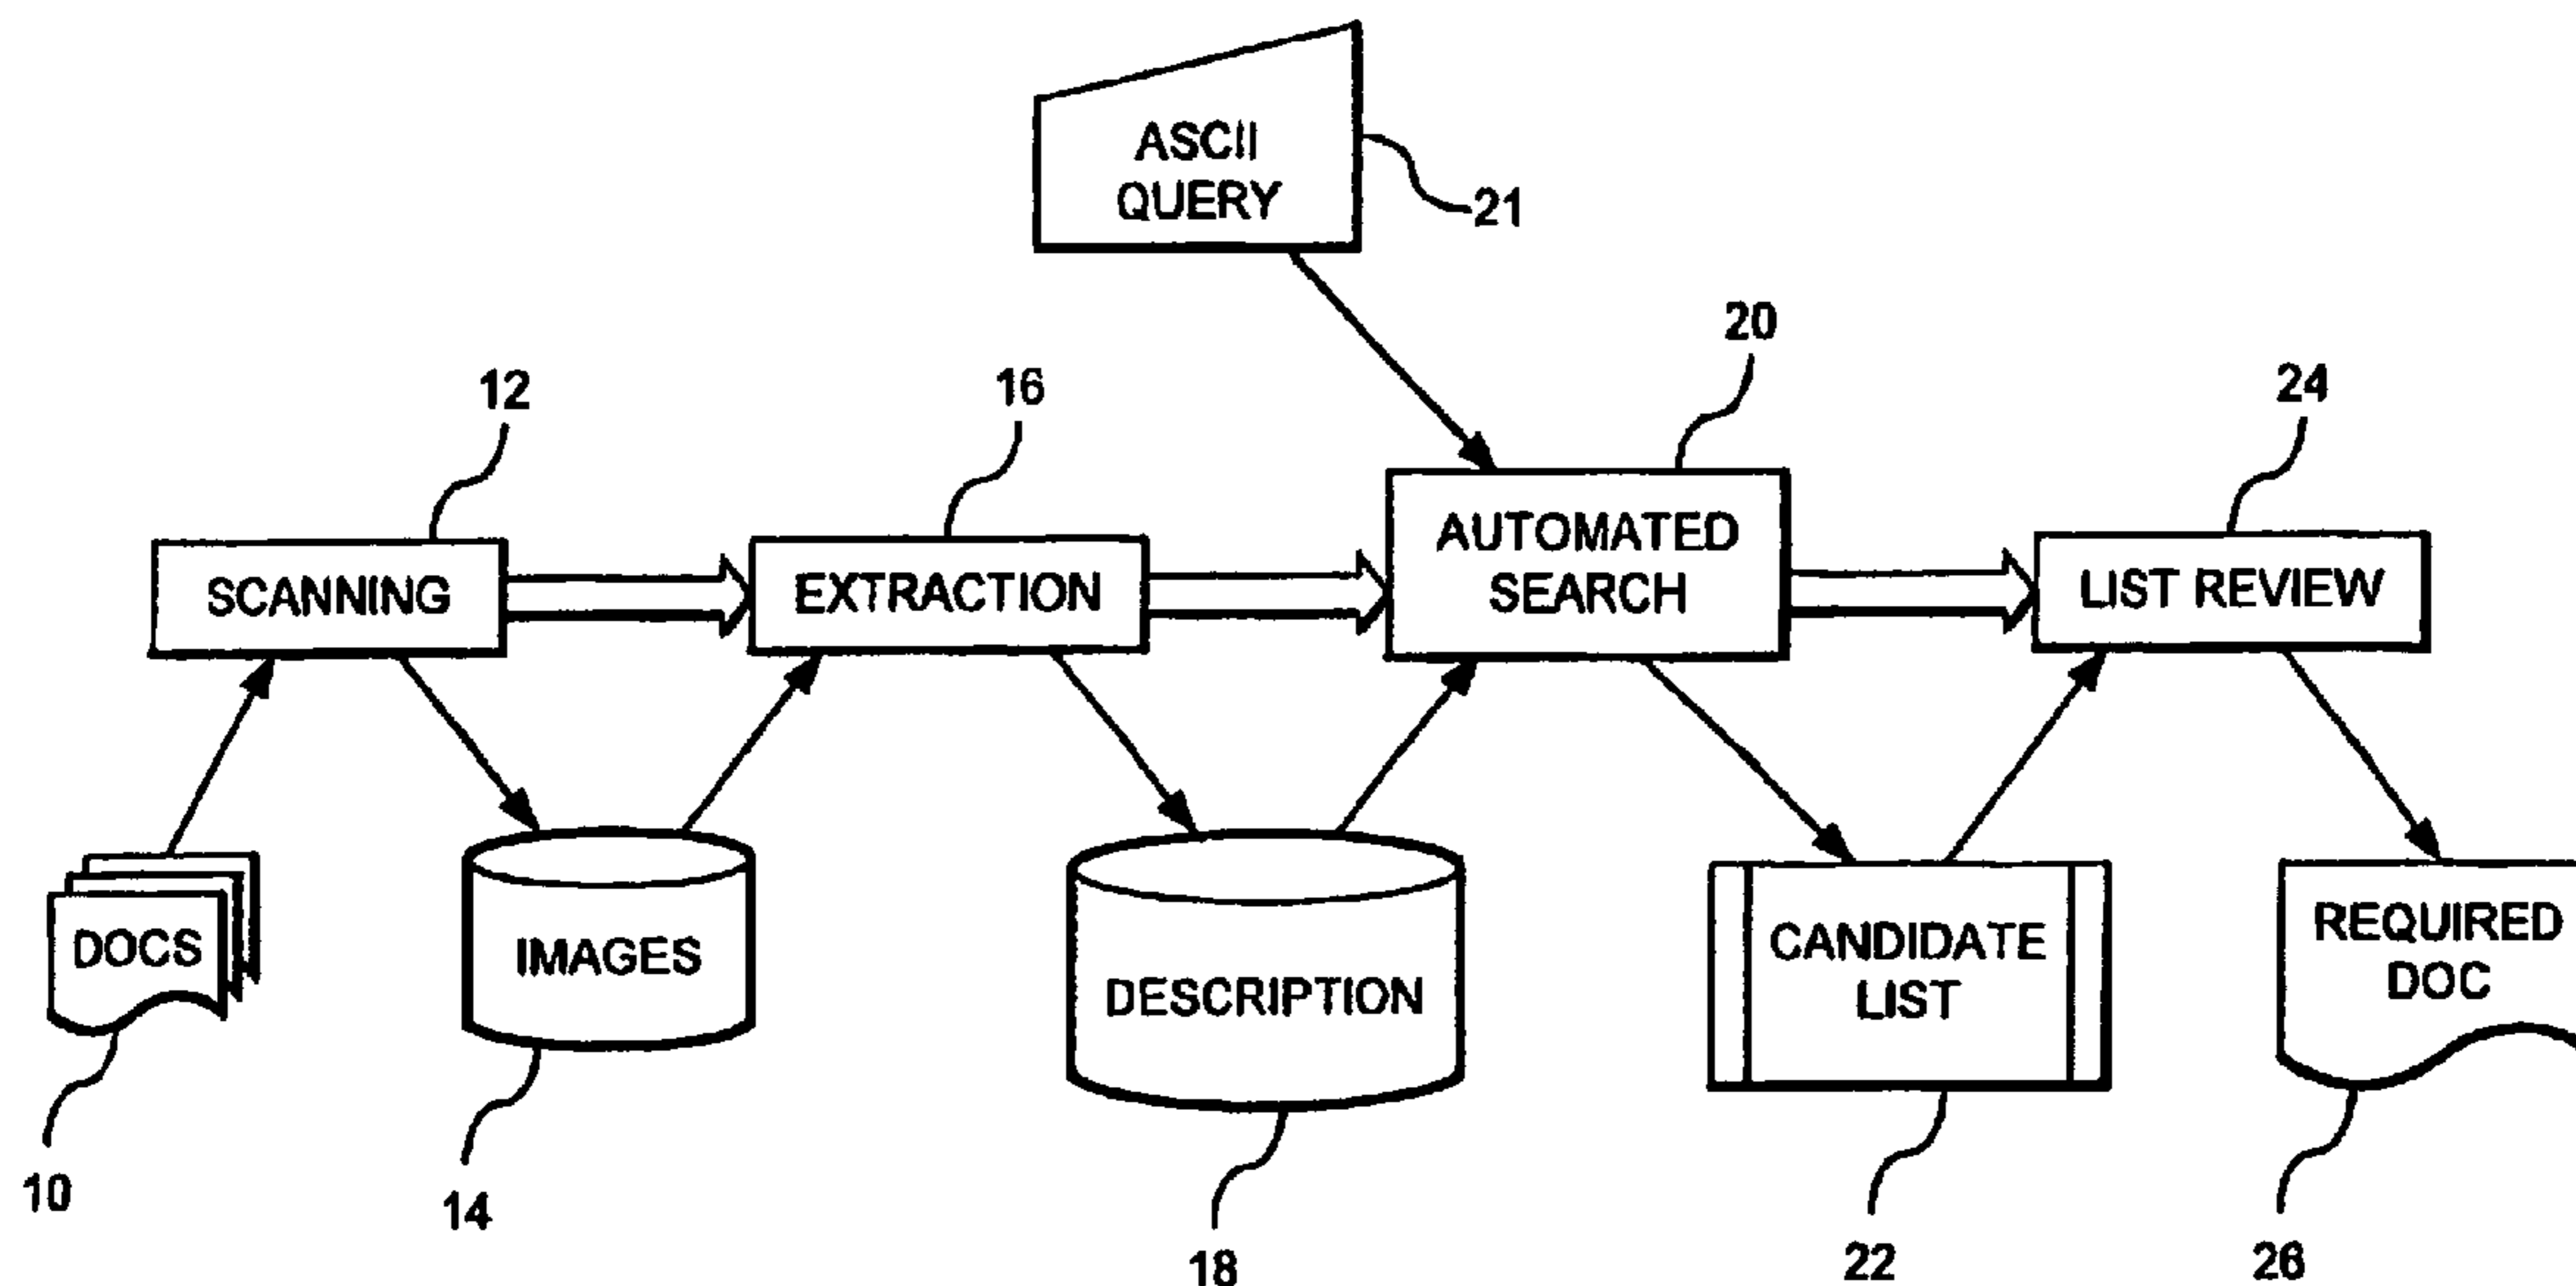 ASCII
QUERY
21
20
12
16
24
SCANNING
EXTRACTION
AUTOMATED
SEARCH
LIST REVIEW
DOCS
IMAGES
DESCRIPTION
CANDIDATE
LIST
REQUIRED
DOC
10
14
18
22
26